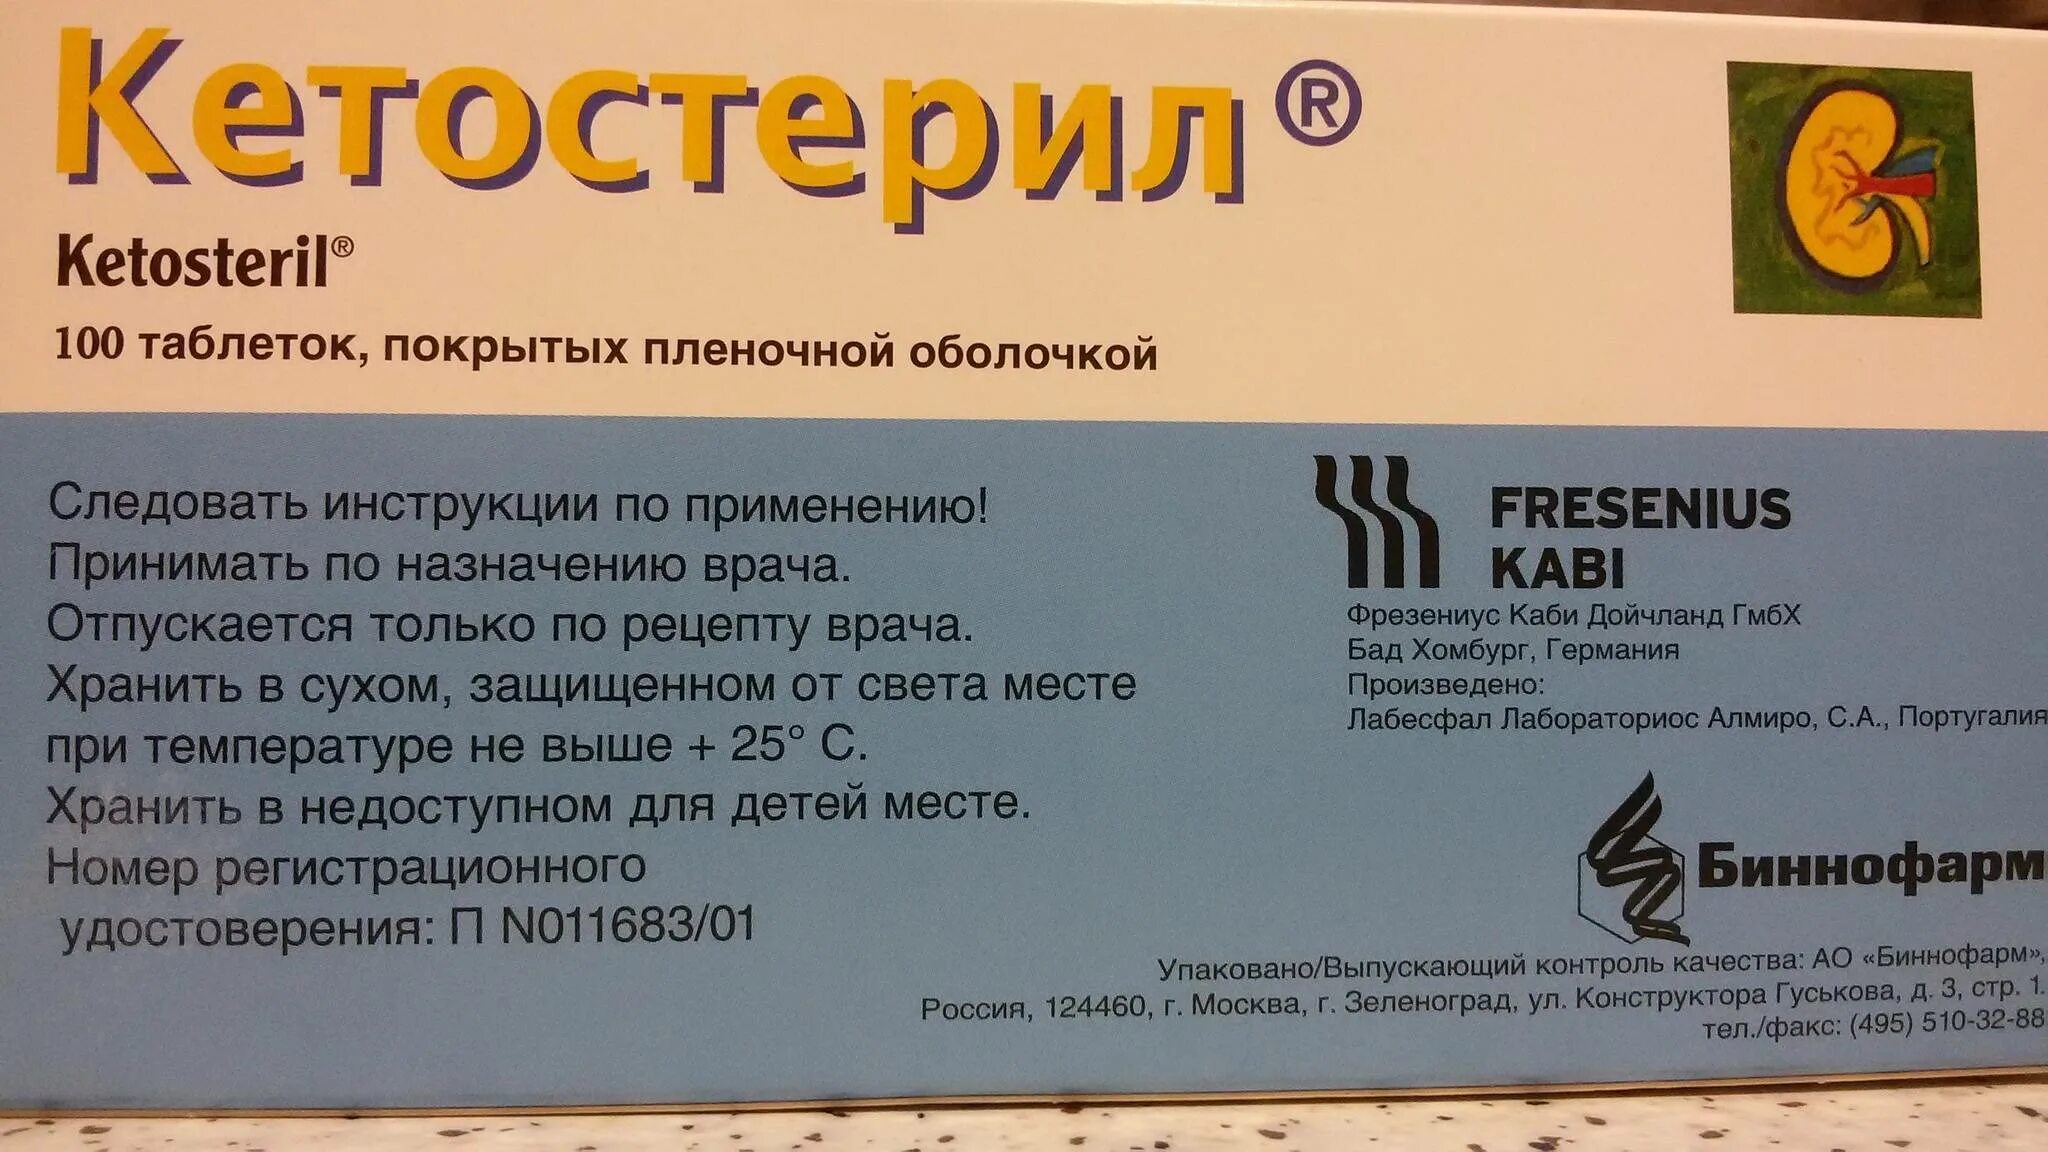 Кетостерил®
Ketosteril®
100 таблеток, покрытых пленочной оболочкой
Следовать инструкции по применению!
Принимать по назначению врача.
Отпускается только по рецепту врача.
Хранить в сухом, защищенном от света месте
при температуре не выше + 25° С.
Хранить в недоступном для детей месте.
Номер регистрационного
удостоверения: П N011683/01
FRESENIUS
KABI
Фрезениус Каби Дойчланд ГмбХ
Бад Хомбург, Германия
Произведено:
Лабесфал Лабораториос Алмиро, С.А., Португалия
Биннофарм
Упаковано/Выпускающий контроль качества: АО «Биннофарм»,
Россия, 124460, г. Москва, г. Зеленоград, ул. Конструктора Гуськова, д. 3, стр. 1.
тел./факс: (495) 510-32-88